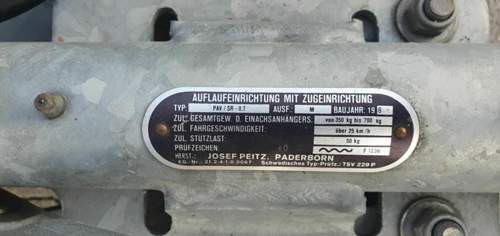 AUFLAUFEINRICHTUNG MIT ZUGEINRICHTUNG
TYP: PAV / SR - 0,7 AUSF.: M BAUJAHR: 19 8
ZUL. GESAMTGEW. D. EINACHSANHÄNGERS. von 350 kg bis 700 kg
ZUL. FAHRGESCHWINDIGKEIT über 25 km/h
ZUL. STÜTZLAST 50 kg
PRÜFZEICHEN:
HERST.: JOSEF PEITZ, PADERBORN
Schwedisches Typ-Prüfz.: TSV 229 P